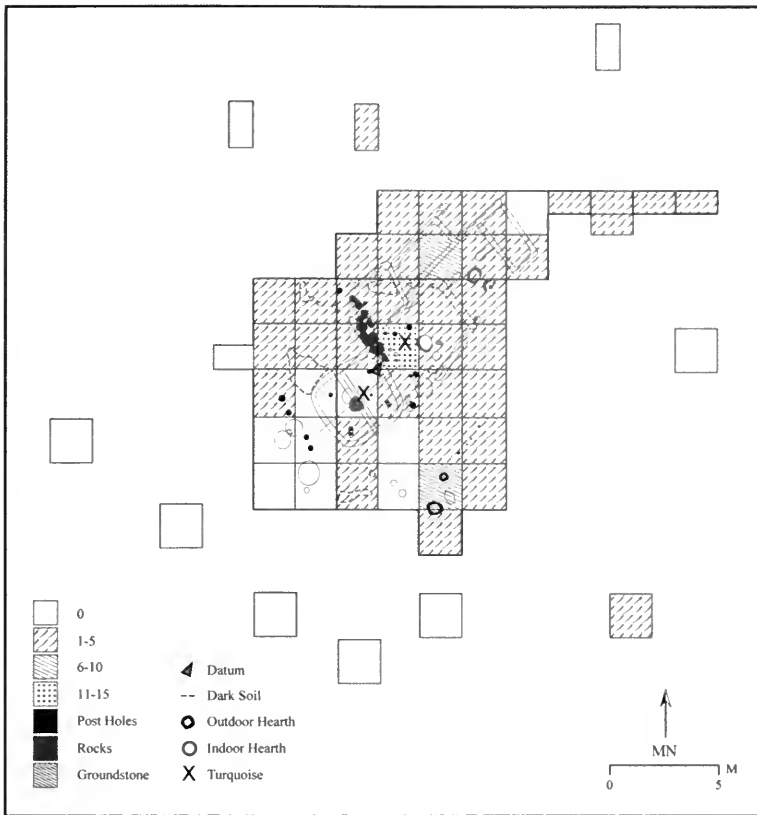 0
1-5
6-10
11-15
Post Holes
Rocks
Groundstone
Datum
Dark Soil
Outdoor Hearth
Indoor Hearth
X Turquoise
MN
M
0 5